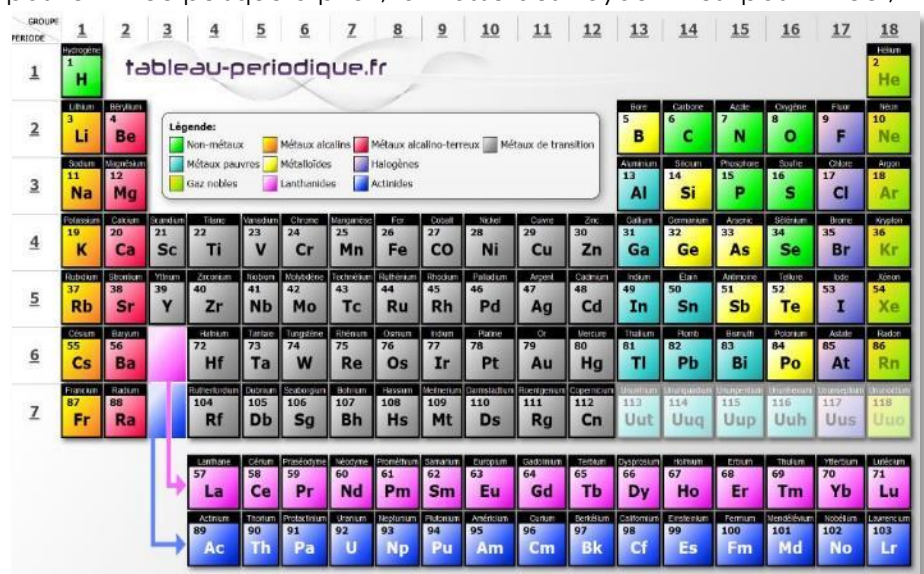 GROUPE
PERIODE
1 2 3 4 5 6 7 8 9 10 11 12 13 14 15 16 17 18
Hydrogène Hélium
1 2
1 H He
tableau-periodique.fr
Lithium Béryllium Bore Carbone Azote Oxygène Fluor Néon
3 4 5 6 7 8 9 10
2 Li Be B C N O F Ne
Légende:
Non-métaux Métaux alcalins Métaux alcalino-terreux Métaux de transition
Métaux pauvres Métalloïdes Halogènes
Gaz nobles Lanthanides Actinides
Sodium Magnésium Aluminium Silicium Phosphore Soufre Chlore Argon
11 12 13 14 15 16 17 18
3 Na Mg Al Si P S Cl Ar
Potassium Calcium Scandium Titane Vanadium Chrome Manganèse Fer Cobalt Nickel Cuivre Zinc Gallium Germanium Arsenic Sélénium Brome Krypton
19 20 21 22 23 24 25 26 27 28 29 30 31 32 33 34 35 36
4 K Ca Sc Ti V Cr Mn Fe CO Ni Cu Zn Ga Ge As Se Br Kr
Rubidium Strontium Yttrium Zirconium Niobium Molybdène Technétium Ruthénium Rhodium Palladium Argent Cadmium Indium Étain Antimoine Tellure Iode Xénon
37 38 39 40 41 42 43 44 45 46 47 48 49 50 51 52 53 54
5 Rb Sr Y Zr Nb Mo Tc Ru Rh Pd Ag Cd In Sn Sb Te I Xe
Césium Baryum Hafnium Tantale Tungstène Rhénium Osmium Iridium Platine Or Mercure Thallium Plomb Bismuth Polonium Astate Radon
55 56 72 73 74 75 76 77 78 79 80 81 82 83 84 85 86
6 Cs Ba Hf Ta W Re Os Ir Pt Au Hg Tl Pb Bi Po At Rn
Francium Radium Rutherfordium Dubnium Seaborgium Bohrium Hassium Meitnerium Darmstadtium Roentgenium Copernicium
87 88 104 105 106 107 108 109 110 111 112 113 114 115 116 117 118
7 Fr Ra Rf Db Sg Bh Hs Mt Ds Rg Cn Uut Uuq Uup Uuh Uus Uuo
Lanthane Cérium Praséodyme Néodyme Prométhium Samarium Europium Gadolinium Terbium Dysprosium Holmium Erbium Thulium Ytterbium Lutécium
57 58 59 60 61 62 63 64 65 66 67 68 69 70 71
La Ce Pr Nd Pm Sm Eu Gd Tb Dy Ho Er Tm Yb Lu
Actinium Thorium Protactinium Uranium Neptunium Plutonium Américium Curium Berkélium Californium Einsteinium Fermium Mendélévium Nobélium Lawrencium
89 90 91 92 93 94 95 96 97 98 99 100 101 102 103
Ac Th Pa U Np Pu Am Cm Bk Cf Es Fm Md No Lr